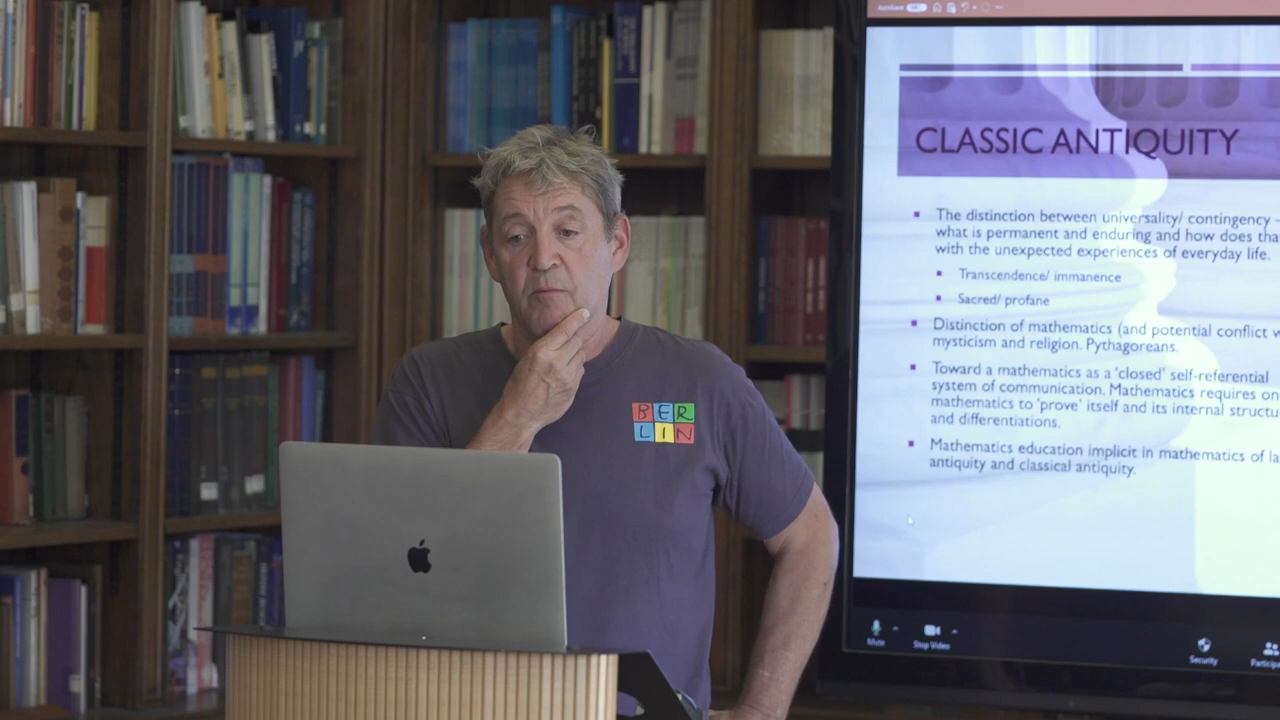 BER
LIN
AutoSave
CLASSIC ANTIQUITY
The distinction between universality/ contingency
what is permanent and enduring and how does tha
with the unexpected experiences of everyday life.
Transcendence/ immanence
Sacred/ profane
Distinction of mathematics (and potential conflict w
mysticism and religion. Pythagoreans.
Toward a mathematics as a 'closed' self-referential
system of communication. Mathematics requires on
mathematics to 'prove' itself and its internal structu
and differentiations.
Mathematics education implicit in mathematics of la
antiquity and classical antiquity.
Mute
Stop Video
Security
Particip